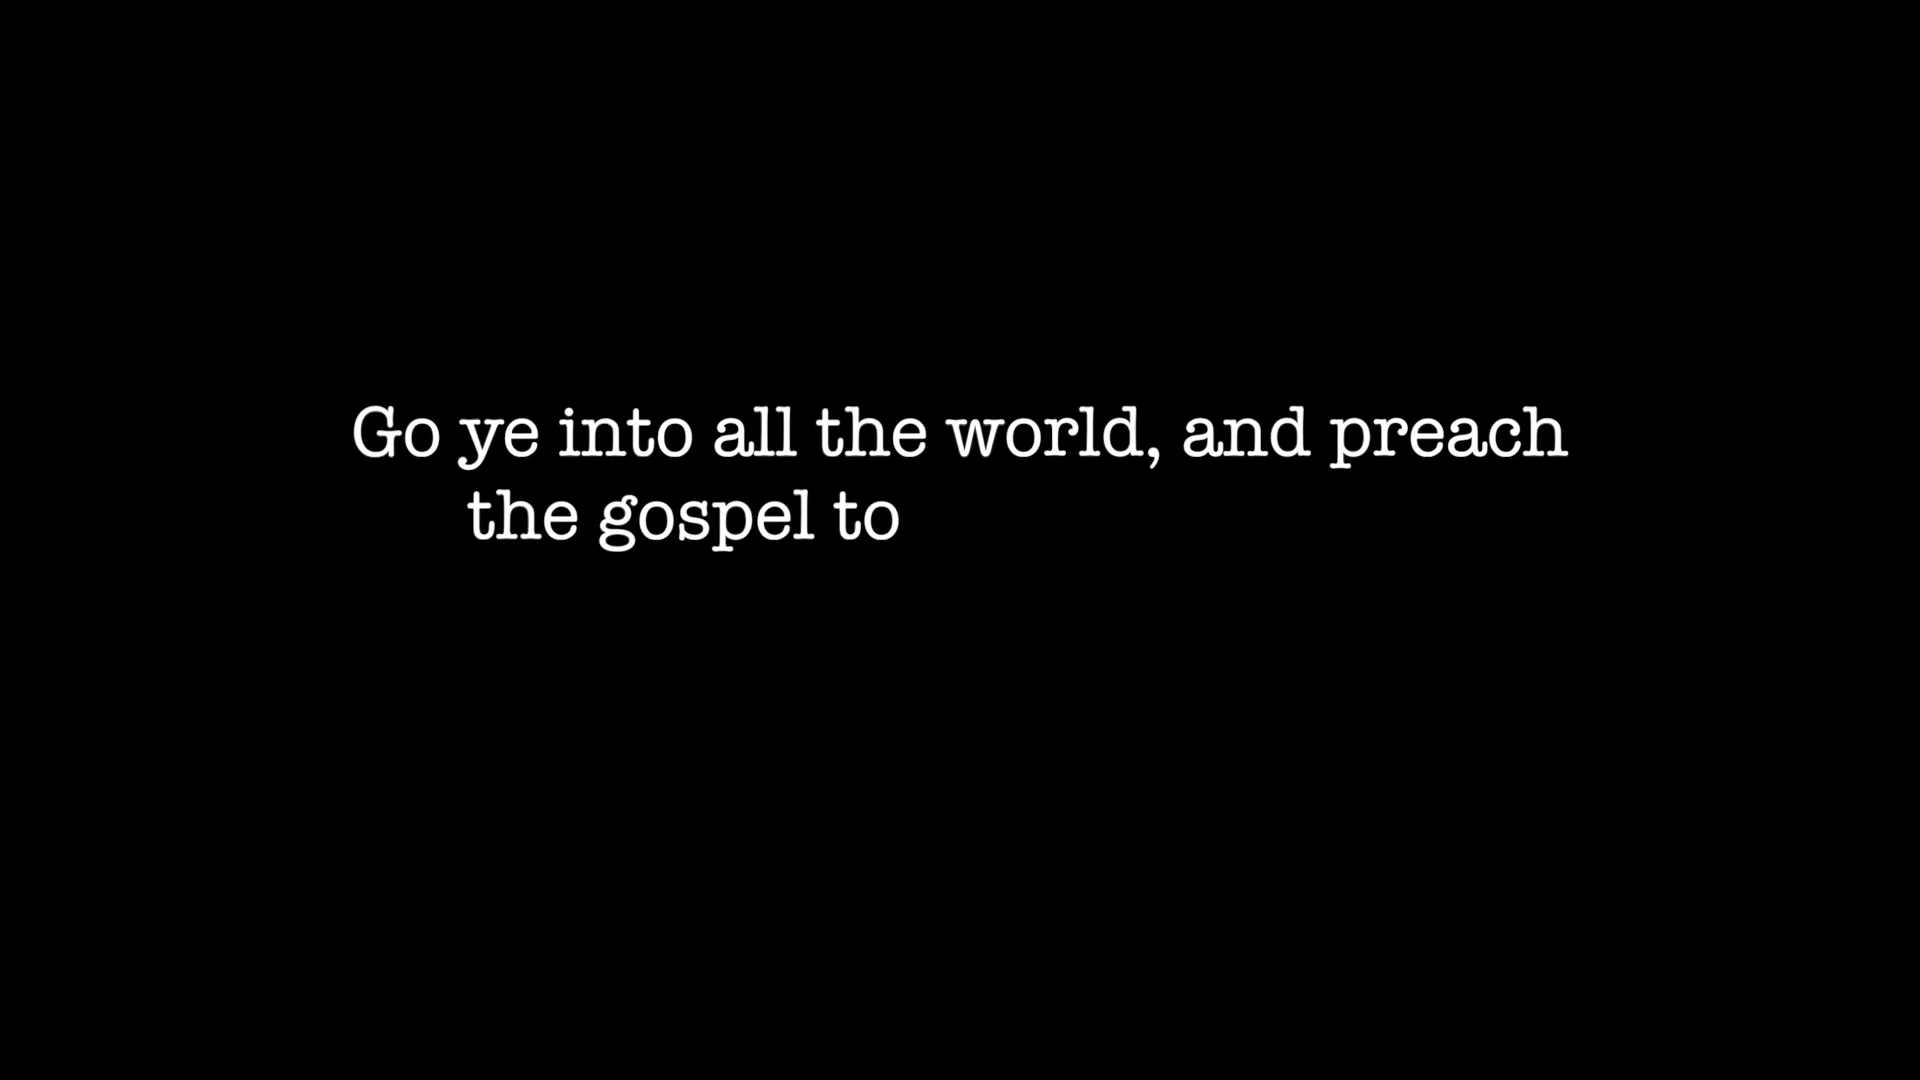 Go ye into all the world, and preach
the gospel to